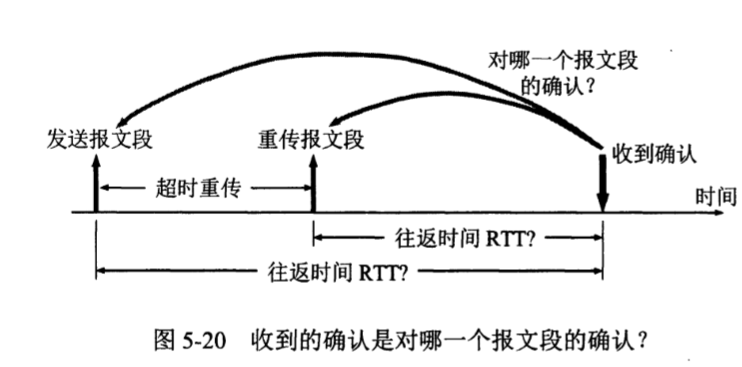 对哪一个报文段
的确认？
发送报文段
重传报文段
收到确认
超时重传
时间
往返时间 RTT?
往返时间 RTT?
图 5-20 收到的确认是对哪一个报文段的确认？